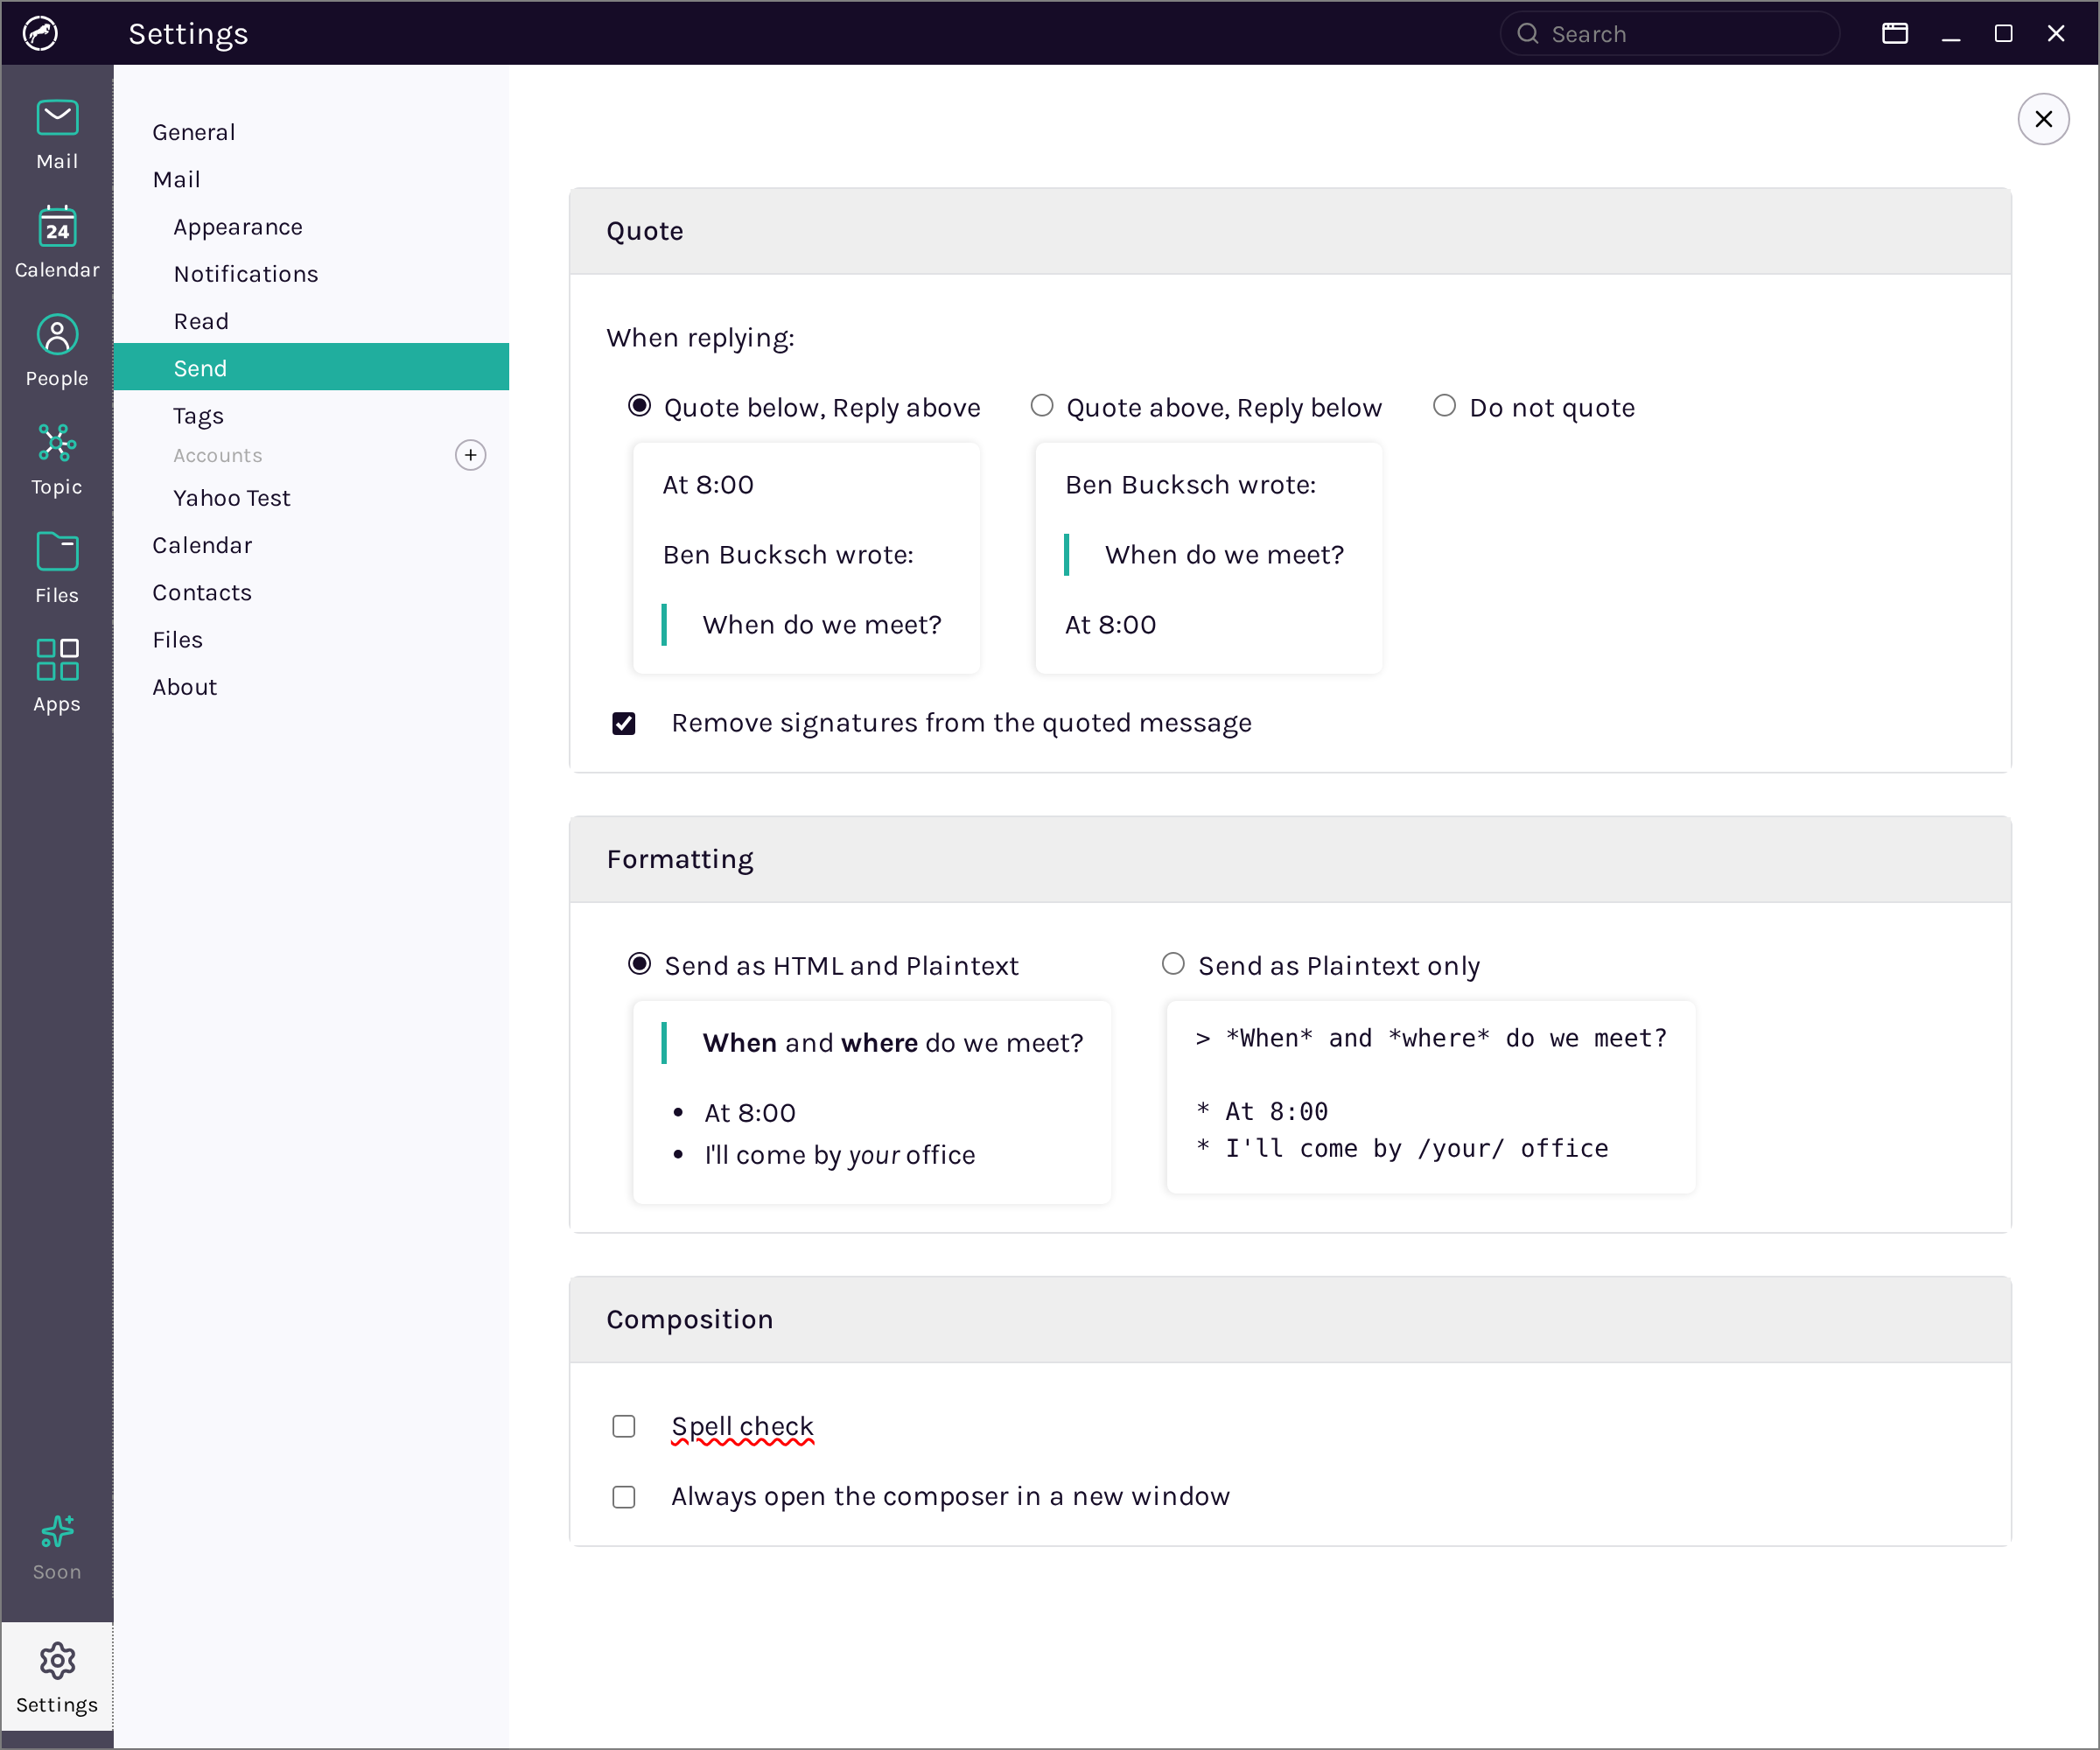 Settings
Search
Mail
24
Calendar
People
Topic
Files
Apps
Soon
Settings
General
Mail
Appearance
Notifications
Read
Send
Tags
Accounts
Yahoo Test
Calendar
Contacts
Files
About
Quote
When replying:
Quote below, Reply above
At 8:00
Ben Bucksch wrote:
When do we meet?
Quote above, Reply below
Ben Bucksch wrote:
When do we meet?
At 8:00
Do not quote
Remove signatures from the quoted message
Formatting
Send as HTML and Plaintext
When and where do we meet?
• At 8:00
• I'll come by your office
Send as Plaintext only
> *When* and *where* do we meet?
* At 8:00
* I'll come by /your/ office
Composition
Spell check
Always open the composer in a new window